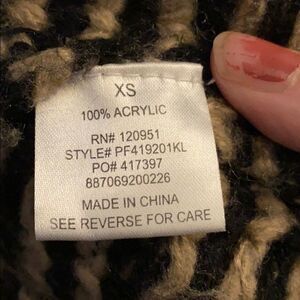 XS
100% ACRYLIC
RN# 120951
STYLE# PF419201KL
PO# 417397
887069200226
MADE IN CHINA
SEE REVERSE FOR CARE